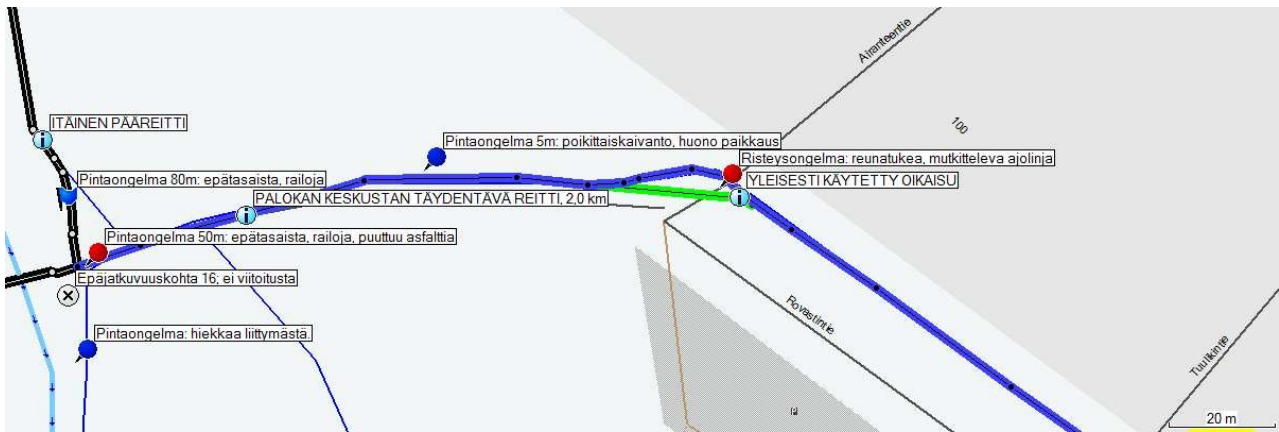 Airanteentie
100
ITÄINEN PÄÄREITTI
Pintaongelma 5m: poikittaiskaivanto, huono paikkaus
Risteysongelma: reunatukea, mutkitteleva ajolinja
Pintaongelma 80m: epätasaista, railoja
YLEISESTI KÄYTETTY OIKAISU
PALOKAN KESKUSTAN TÄYDENTÄVÄ REITTI, 2,0 km
Pintaongelma 50m: epätasaista, railoja, puuttuu asfalttia
Epäjatkuvuuskohta 16; ei viitoitusta
Rovastintie
Pintaongelma: hiekkaa liittymästä
Tuulikintie
20 m